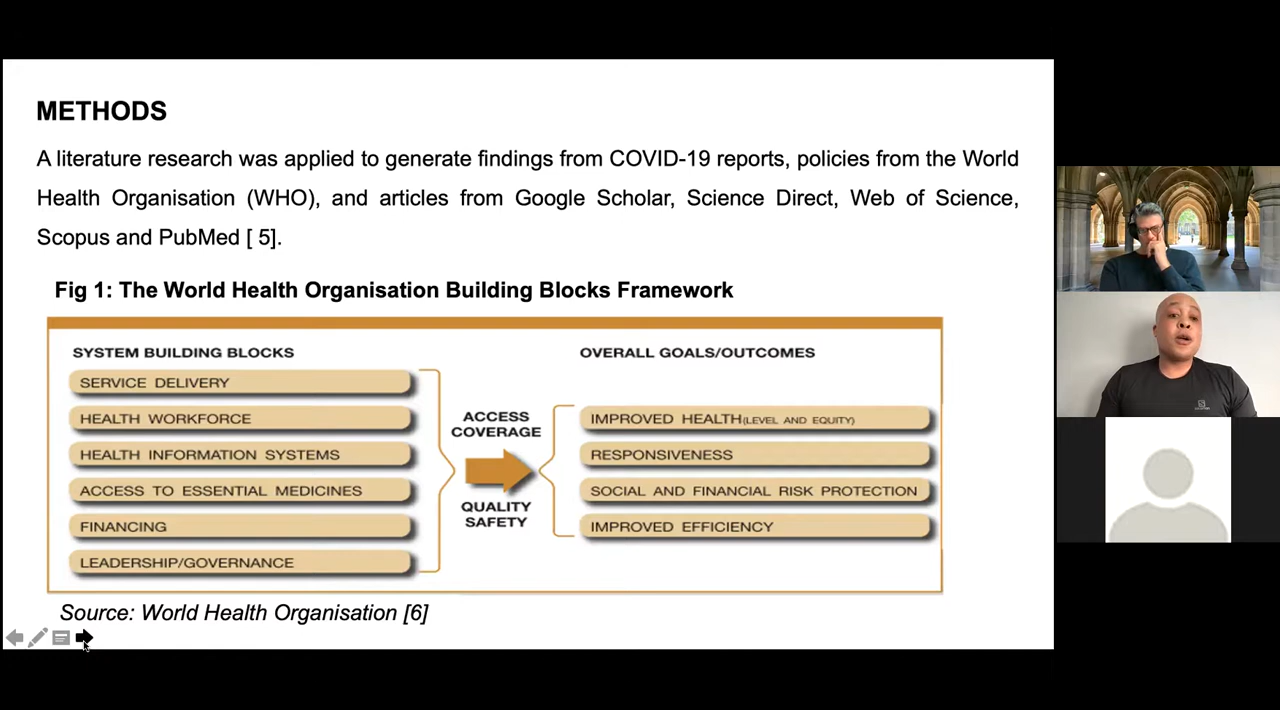 METHODS
A literature research was applied to generate findings from COVID-19 reports, policies from the World
Health Organisation (WHO), and articles from Google Scholar, Science Direct, Web of Science,
Scopus and PubMed [ 5].
Fig 1: The World Health Organisation Building Blocks Framework
SYSTEM BUILDING BLOCKS
SERVICE DELIVERY
HEALTH WORKFORCE
HEALTH INFORMATION SYSTEMS
ACCESS TO ESSENTIAL MEDICINES
FINANCING
LEADERSHIP/GOVERNANCE
ACCESS
COVERAGE
QUALITY
SAFETY
OVERALL GOALS/OUTCOMES
IMPROVED HEALTH(LEVEL AND EQUITY)
RESPONSIVENESS
SOCIAL AND FINANCIAL RISK PROTECTION
IMPROVED EFFICIENCY
Source: World Health Organisation [6]